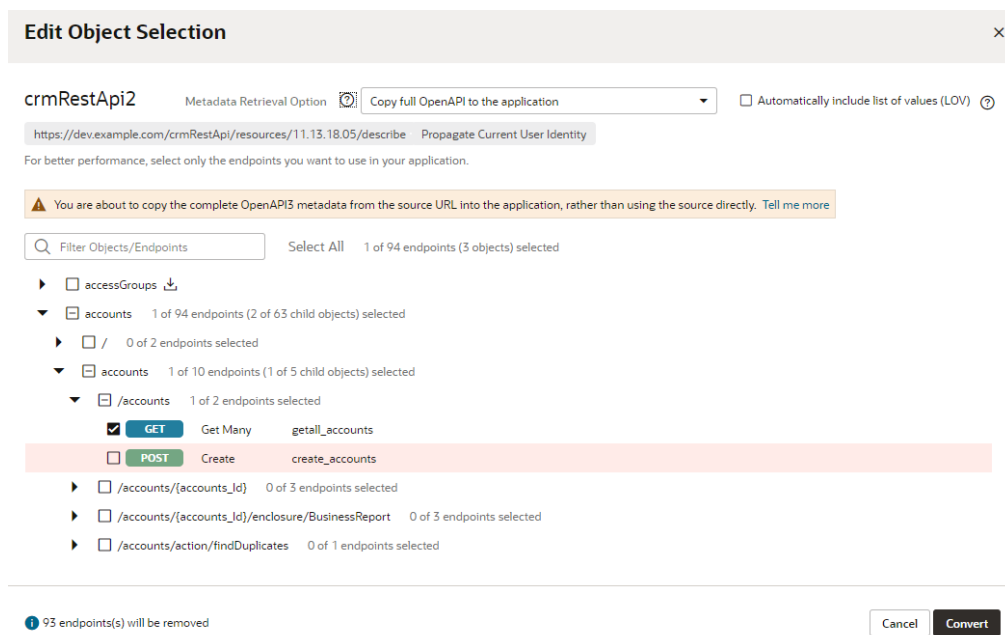 Edit Object Selection
crmRestApi2 Metadata Retrieval Option Copy full OpenAPI to the application Automatically include list of values (LOV)
https://dev.example.com/crmRestApi/resources/11.13.18.05/describe Propagate Current User Identity
For better performance, select only the endpoints you want to use in your application.
You are about to copy the complete OpenAPI3 metadata from the source URL into the application, rather than using the source directly. Tell me more
Filter Objects/Endpoints Select All 1 of 94 endpoints (3 objects) selected
accessGroups
accounts 1 of 94 endpoints (2 of 63 child objects) selected
/ 0 of 2 endpoints selected
accounts 1 of 10 endpoints (1 of 5 child objects) selected
/accounts 1 of 2 endpoints selected
GET Get Many getall_accounts
POST Create create_accounts
/accounts/{accounts_Id} 0 of 3 endpoints selected
/accounts/{accounts_Id}/enclosure/BusinessReport 0 of 3 endpoints selected
/accounts/action/findDuplicates 0 of 1 endpoints selected
93 endpoints(s) will be removed Cancel Convert